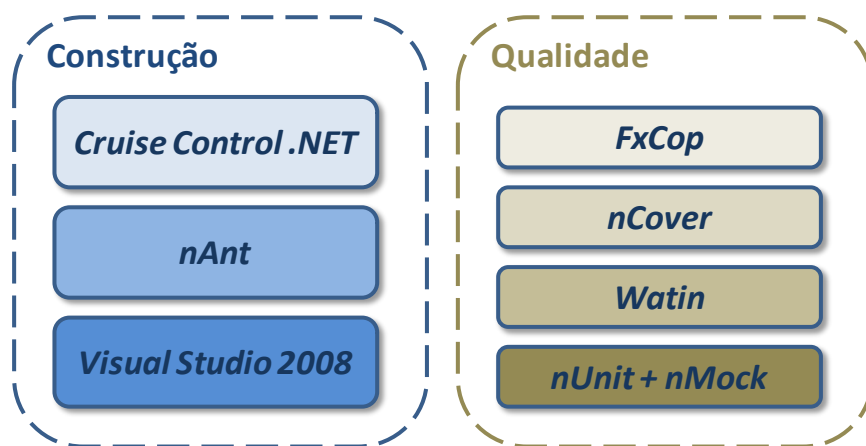 Construção
Cruise Control .NET
nAnt
Visual Studio 2008
Qualidade
FxCop
nCover
Watin
nUnit + nMock